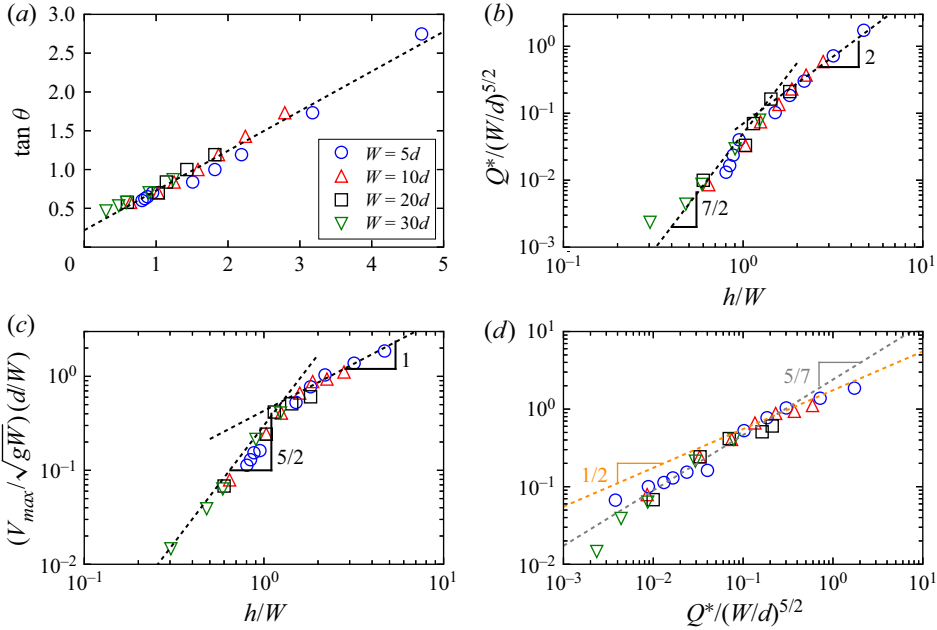 (a)
3.0
2.5
2.0
1.5
1.0
0.5
tan θ
W = 5d
W = 10d
W = 20d
W = 30d
0 1 2 3 4 5
h/W
(b)
10^0
10^-1
10^-2
10^-3
Q*/(W/d)^5/2
2
7/2
10^-1 10^0 10^1
h/W
(c)
10^0
10^-1
10^-2
(V_max/√gW) (d/W)
1
5/2
10^-1 10^0 10^1
h/W
(d)
10^1
10^0
10^-1
10^-2
5/7
1/2
10^-3 10^-2 10^-1 10^0 10^1
Q*/(W/d)^5/2